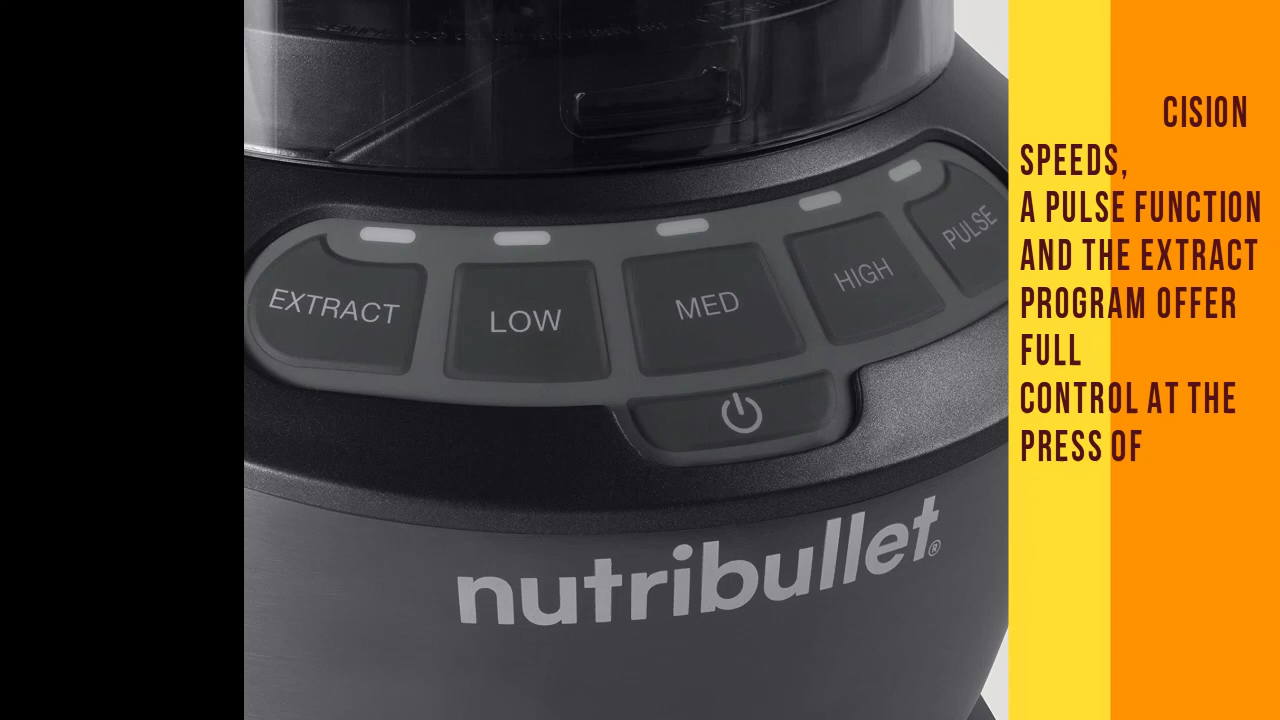 EXTRACT
LOW
MED
HIGH
PULSE
nutribullet®
CISION
SPEEDS,
A PULSE FUNCTION
AND THE EXTRACT
PROGRAM OFFER
FULL
CONTROL AT THE
PRESS OF